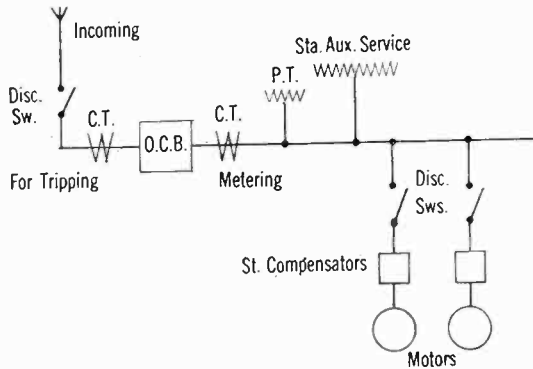 Incoming
Sta. Aux. Service
P.T.
Disc.
Sw.
C.T.
C.T.
O.C.B.
For Tripping
Metering
Disc.
Sws.
St. Compensators
Motors